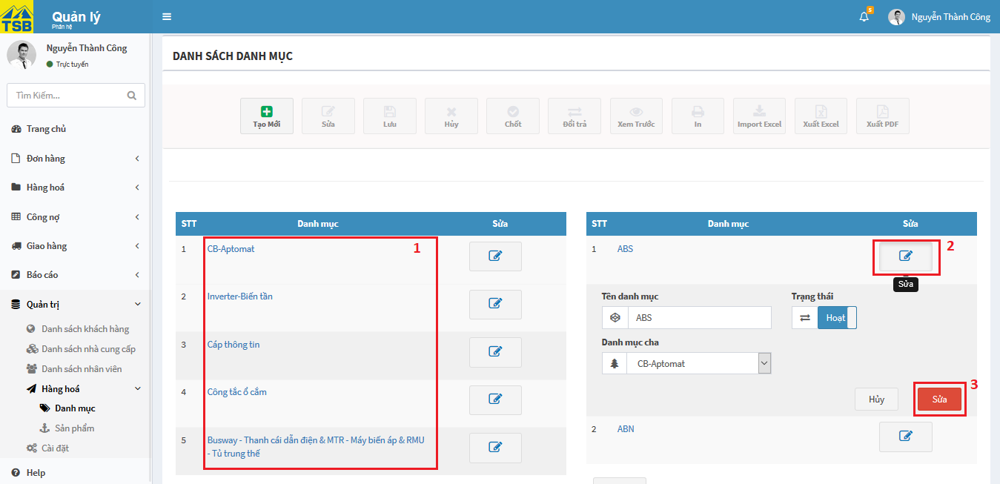 TSB
Quản lý
Phân hệ
5
Nguyễn Thành Công
Nguyễn Thành Công
Trực tuyến
Tìm Kiếm...
Trang chủ
Đơn hàng
Hàng hoá
Công nợ
Giao hàng
Báo cáo
Quản trị
Danh sách khách hàng
Danh sách nhà cung cấp
Danh sách nhân viên
Hàng hoá
Danh mục
Sản phẩm
Cài đặt
Help
DANH SÁCH DANH MỤC
Tạo Mới
Sửa
Lưu
Hủy
Chốt
Đổi trả
Xem Trước
In
Import Excel
Xuất Excel
Xuất PDF
STT Danh mục Sửa
1 CB-Aptomat 1
2 Inverter-Biến tần
3 Cáp thông tin
4 Công tắc ổ cắm
5 Busway - Thanh cái dẫn điện & MTR - Máy biến áp & RMU
- Tủ trung thế
STT Danh mục Sửa
1 ABS 2
Sửa
Tên danh mục Trạng thái
ABS Hoạt
Danh mục cha
CB-Aptomat
Hủy Sửa 3
2 ABN